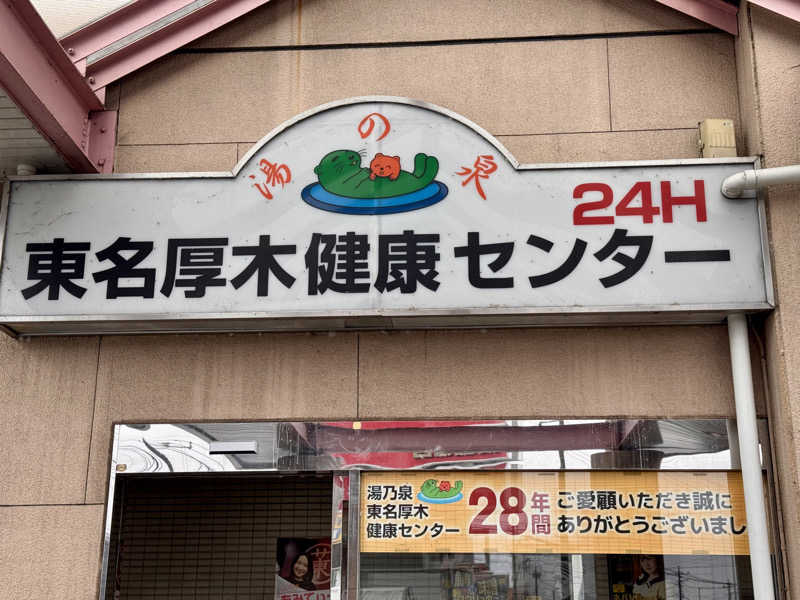 湯の泉
24H
東名厚木健康センター
湯乃泉
東名厚木
健康センター
28年間
ご愛顧いただき誠に
ありがとうございまし